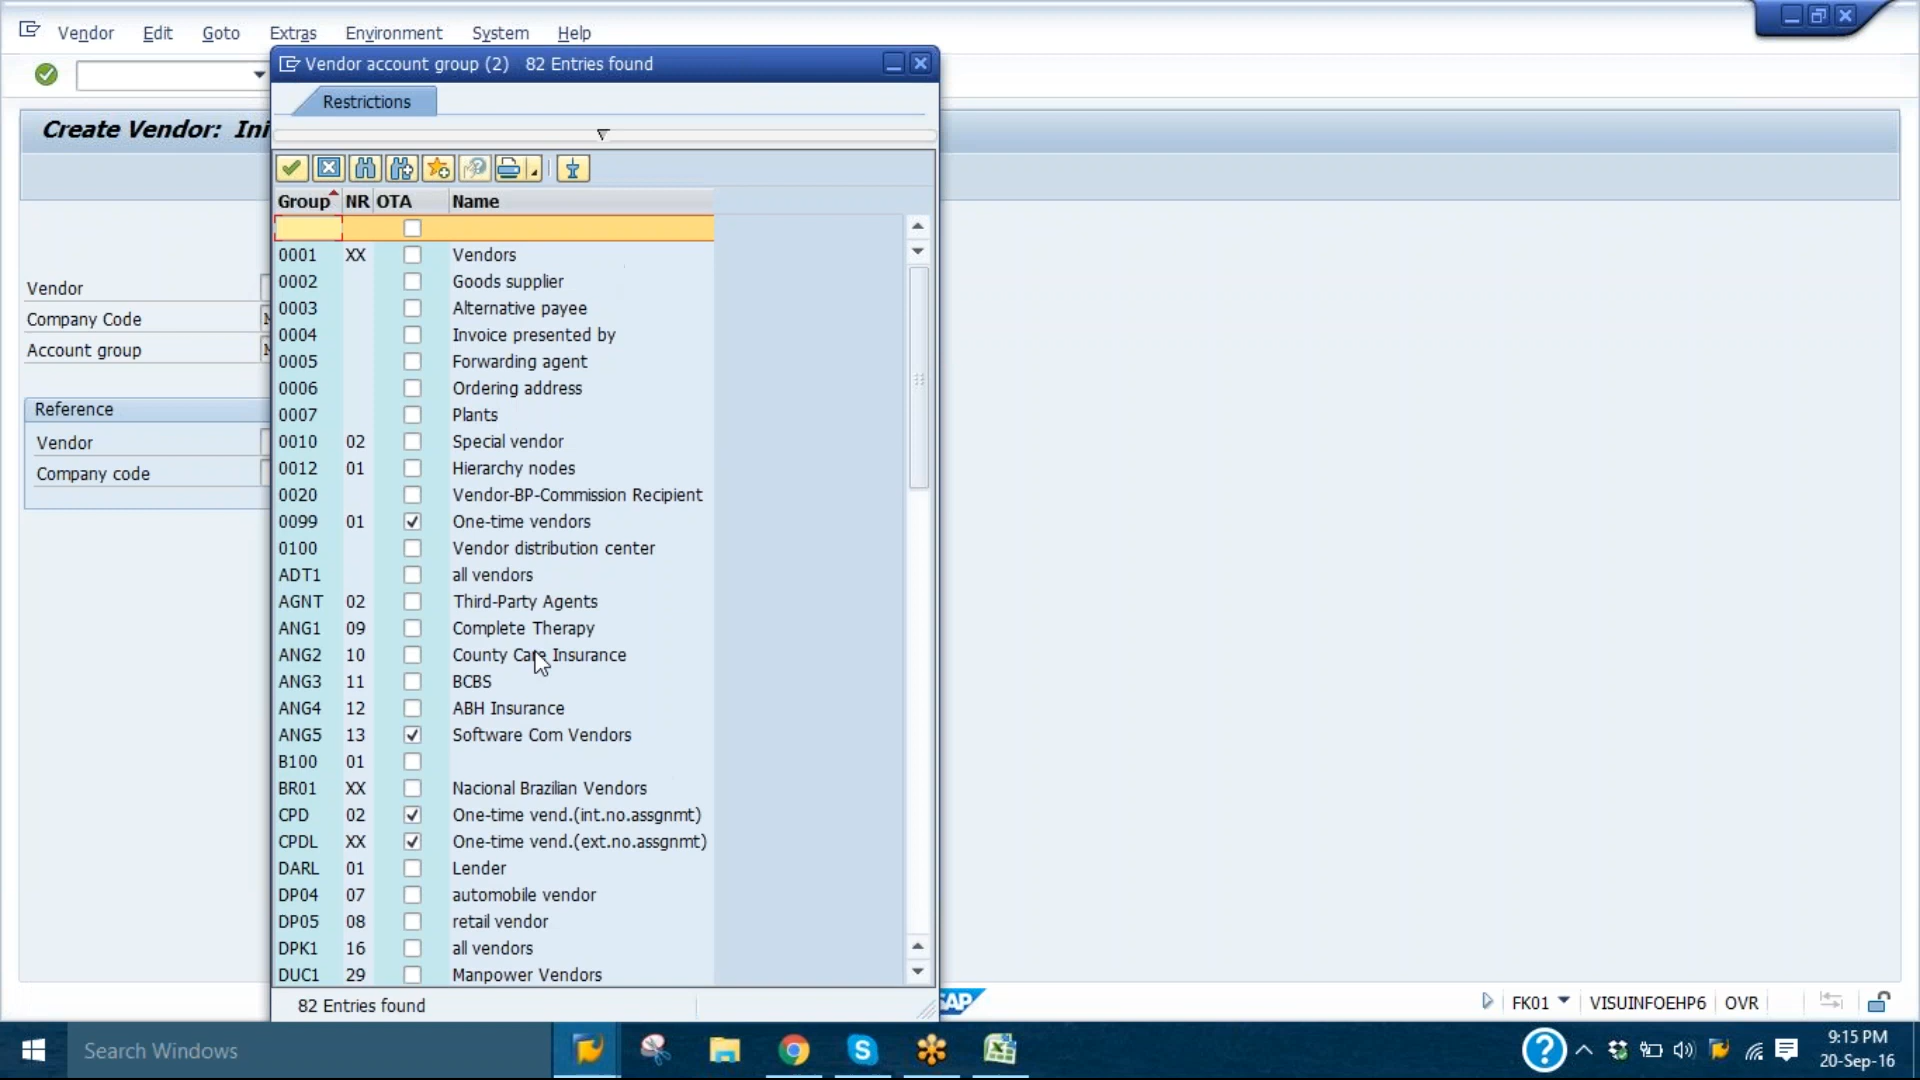 Vendor Edit Goto Extras Environment System Help
Vendor account group (2) 82 Entries found
Restrictions
Create Vendor: Ini
Group NR OTA Name
0001 XX Vendors
0002 Goods supplier
0003 Alternative payee
0004 Invoice presented by
0005 Forwarding agent
0006 Ordering address
0007 Plants
0010 02 Special vendor
0012 01 Hierarchy nodes
0020 Vendor-BP-Commission Recipient
0099 01 One-time vendors
0100 Vendor distribution center
ADT1 all vendors
AGNT 02 Third-Party Agents
ANG1 09 Complete Therapy
ANG2 10 County Care Insurance
ANG3 11 BCBS
ANG4 12 ABH Insurance
ANG5 13 Software Com Vendors
B100 01
BR01 XX Nacional Brazilian Vendors
CPD 02 One-time vend.(int.no.assgnmt)
CPDL XX One-time vend.(ext.no.assgnmt)
DARL 01 Lender
DP04 07 automobile vendor
DP05 08 retail vendor
DPK1 16 all vendors
DUC1 29 Manpower Vendors
82 Entries found
Vendor
Company Code
Account group
Reference
Vendor
Company code
SAP
FK01 VISUINFOEHP6 OVR
Search Windows
9:15 PM
20-Sep-16